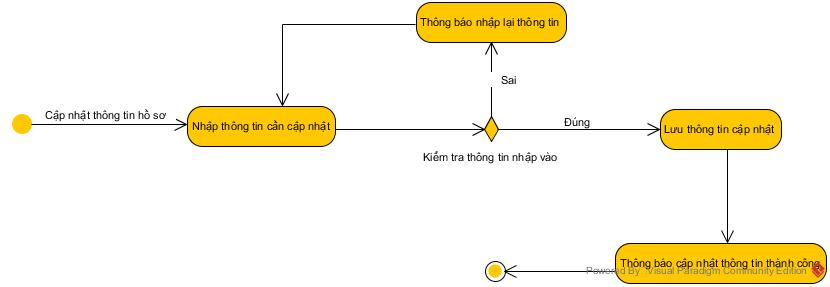 Thông báo nhập lại thông tin
Sai
Cập nhật thông tin hồ sơ
Nhập thông tin cần cập nhật
Đúng
Lưu thông tin cập nhật
Kiểm tra thông tin nhập vào
Thông báo cập nhật thông tin thành công
Powered By Visual Paradigm Community Edition